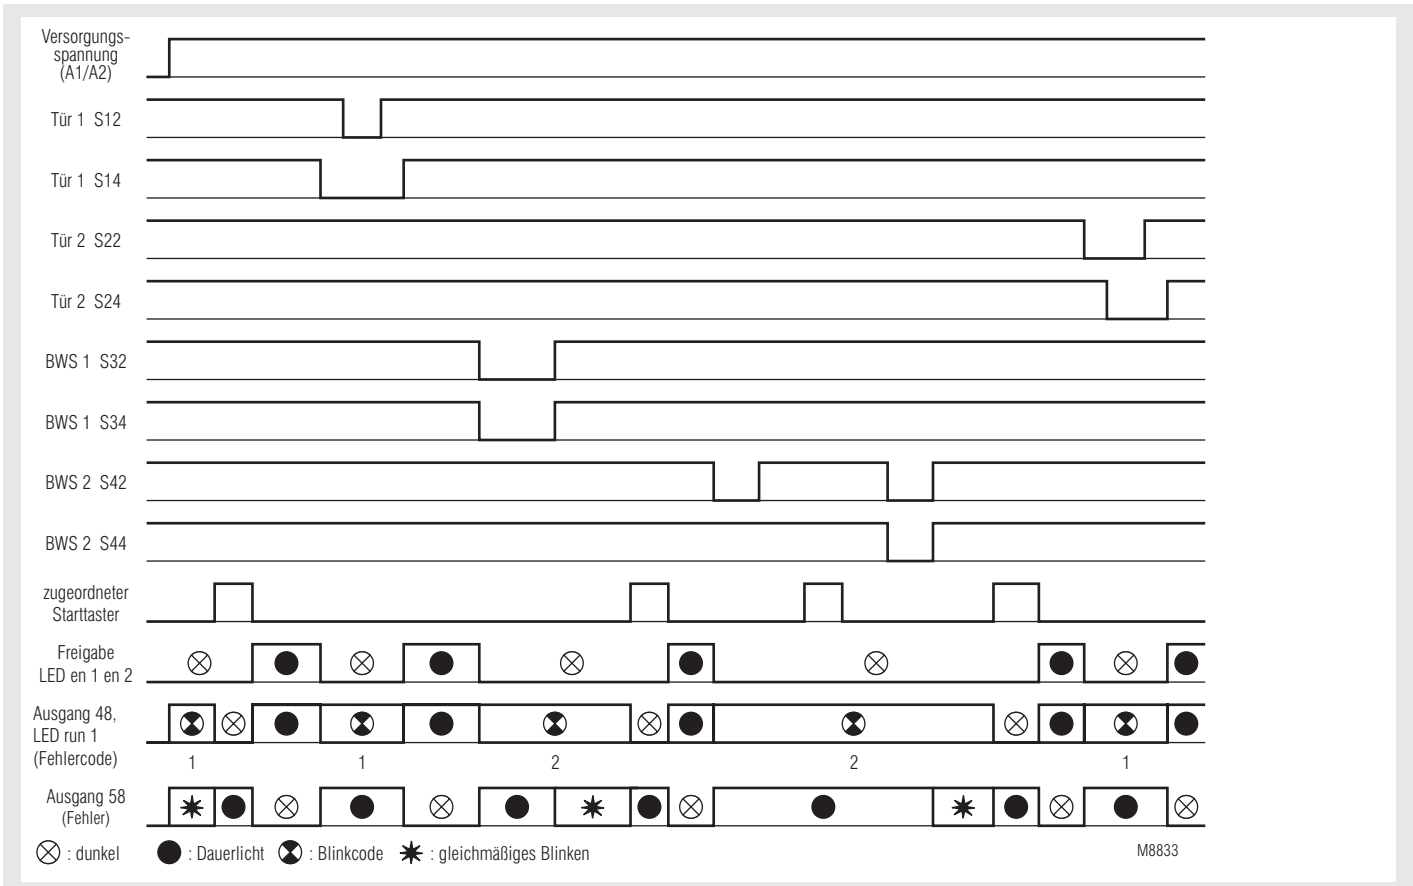 Versorgungs-
spannung
(A1/A2)
Tür 1 S12
Tür 1 S14
Tür 2 S22
Tür 2 S24
BWS 1 S32
BWS 1 S34
BWS 2 S42
BWS 2 S44
zugeordneter
Starttaster
Freigabe
LED en 1 en 2
Ausgang 48,
LED run 1
(Fehlercode)
1 1 2 2 1
Ausgang 58
(Fehler)
: dunkel : Dauerlicht : Blinkcode : gleichmäßiges Blinken
M8833